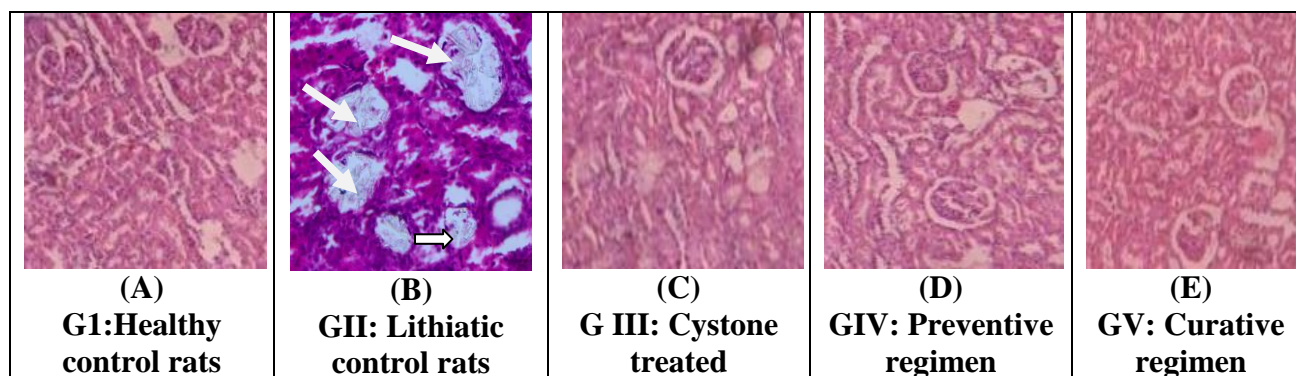 (A)
G1:Healthy
control rats
(B)
GII: Lithiatic
control rats
(C)
G III: Cystone
treated
(D)
GIV: Preventive
regimen
(E)
GV: Curative
regimen